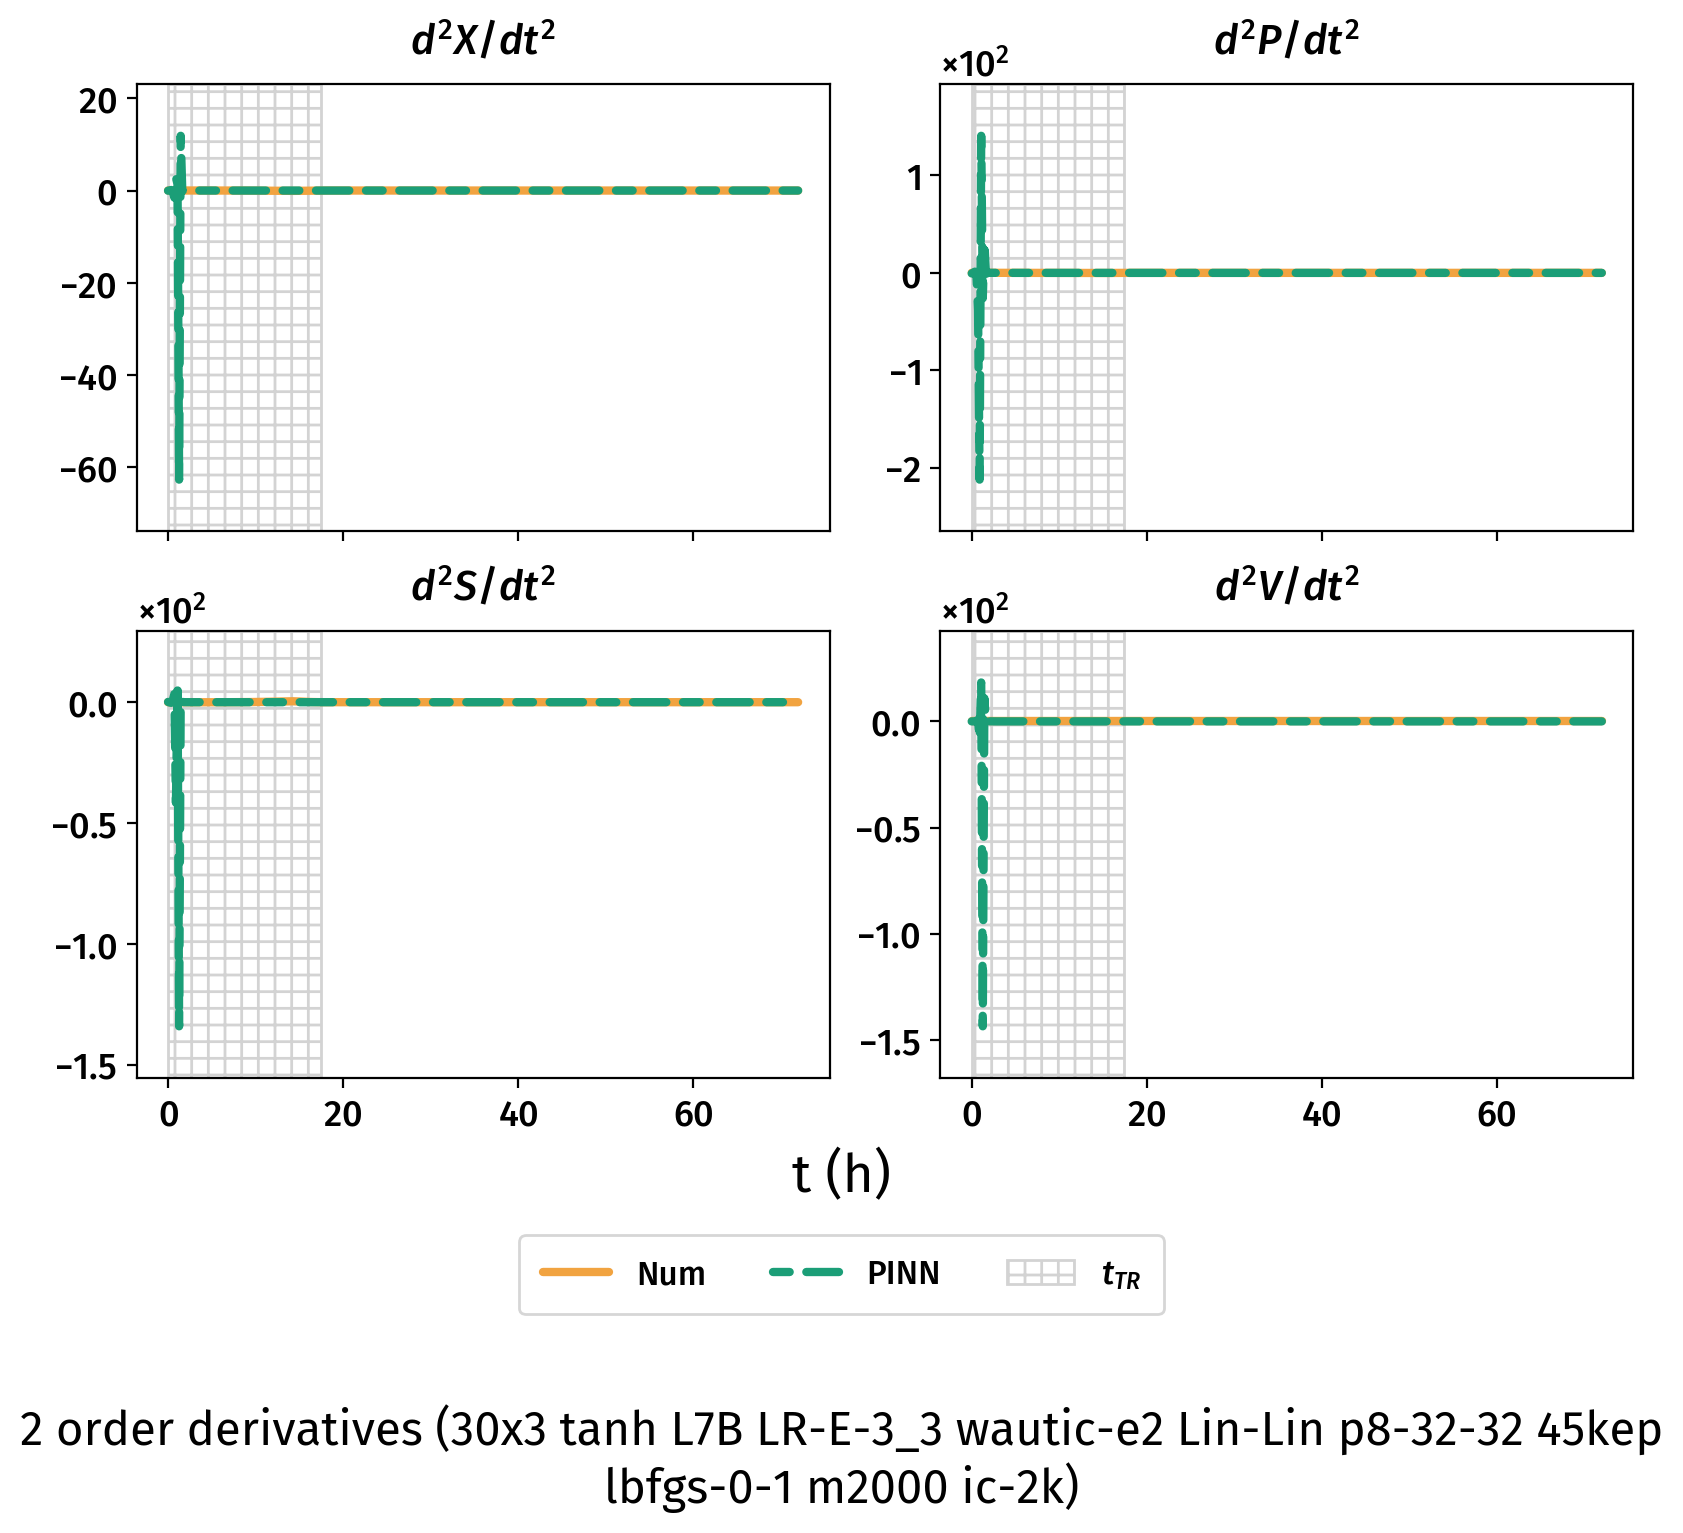 d²X/dt²
20
0
−20
−40
−60
d²P/dt²
×10²
1
0
−1
−2
d²S/dt²
×10²
0.0
−0.5
−1.0
−1.5
0 20 40 60
d²V/dt²
×10²
0.0
−0.5
−1.0
−1.5
0 20 40 60
t (h)
Num PINN t_TR
2 order derivatives (30x3 tanh L7B LR-E-3_3 wautic-e2 Lin-Lin p8-32-32 45kep
lbfgs-0-1 m2000 ic-2k)